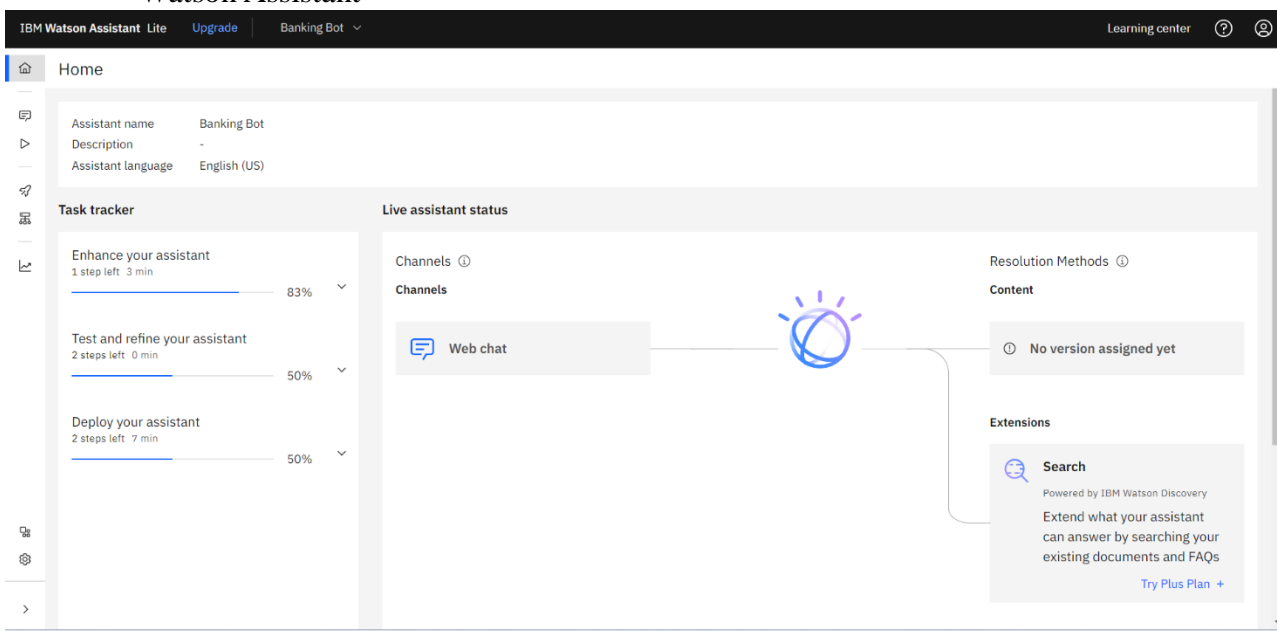 Watson Assistant
IBM Watson Assistant Lite Upgrade Banking Bot Learning center
Home
Assistant name Banking Bot
Description -
Assistant language English (US)
Task tracker
Enhance your assistant
1 step left 3 min
83%
Test and refine your assistant
2 steps left 0 min
50%
Deploy your assistant
2 steps left 7 min
50%
Live assistant status
Channels
Channels
Web chat
Resolution Methods
Content
No version assigned yet
Extensions
Search
Powered by IBM Watson Discovery
Extend what your assistant
can answer by searching your
existing documents and FAQs
Try Plus Plan +